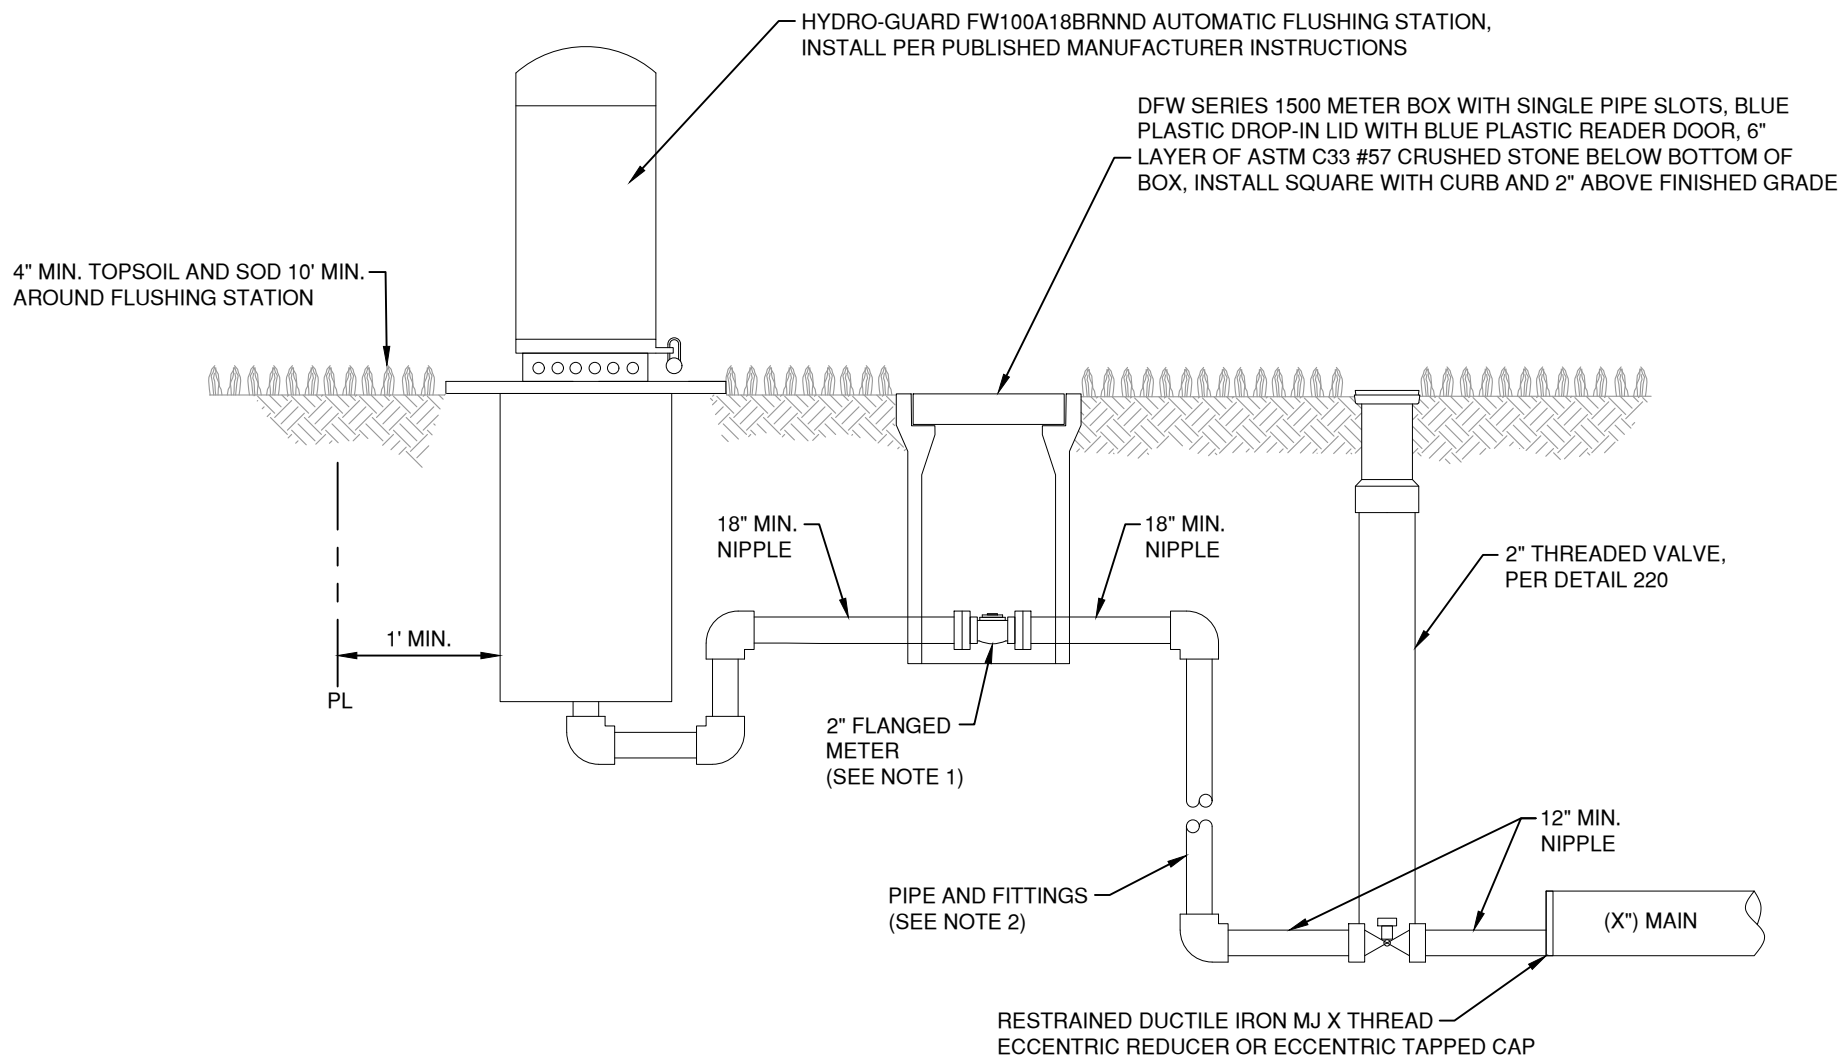 HYDRO-GUARD FW100A18BRNND AUTOMATIC FLUSHING STATION,
INSTALL PER PUBLISHED MANUFACTURER INSTRUCTIONS
DFW SERIES 1500 METER BOX WITH SINGLE PIPE SLOTS, BLUE
PLASTIC DROP-IN LID WITH BLUE PLASTIC READER DOOR, 6"
LAYER OF ASTM C33 #57 CRUSHED STONE BELOW BOTTOM OF
BOX, INSTALL SQUARE WITH CURB AND 2" ABOVE FINISHED GRADE
4" MIN. TOPSOIL AND SOD 10' MIN.
AROUND FLUSHING STATION
18" MIN.
NIPPLE
18" MIN.
NIPPLE
2" THREADED VALVE,
PER DETAIL 220
1' MIN.
PL
2" FLANGED
METER
(SEE NOTE 1)
12" MIN.
NIPPLE
PIPE AND FITTINGS
(SEE NOTE 2)
(X") MAIN
RESTRAINED DUCTILE IRON MJ X THREAD
ECCENTRIC REDUCER OR ECCENTRIC TAPPED CAP